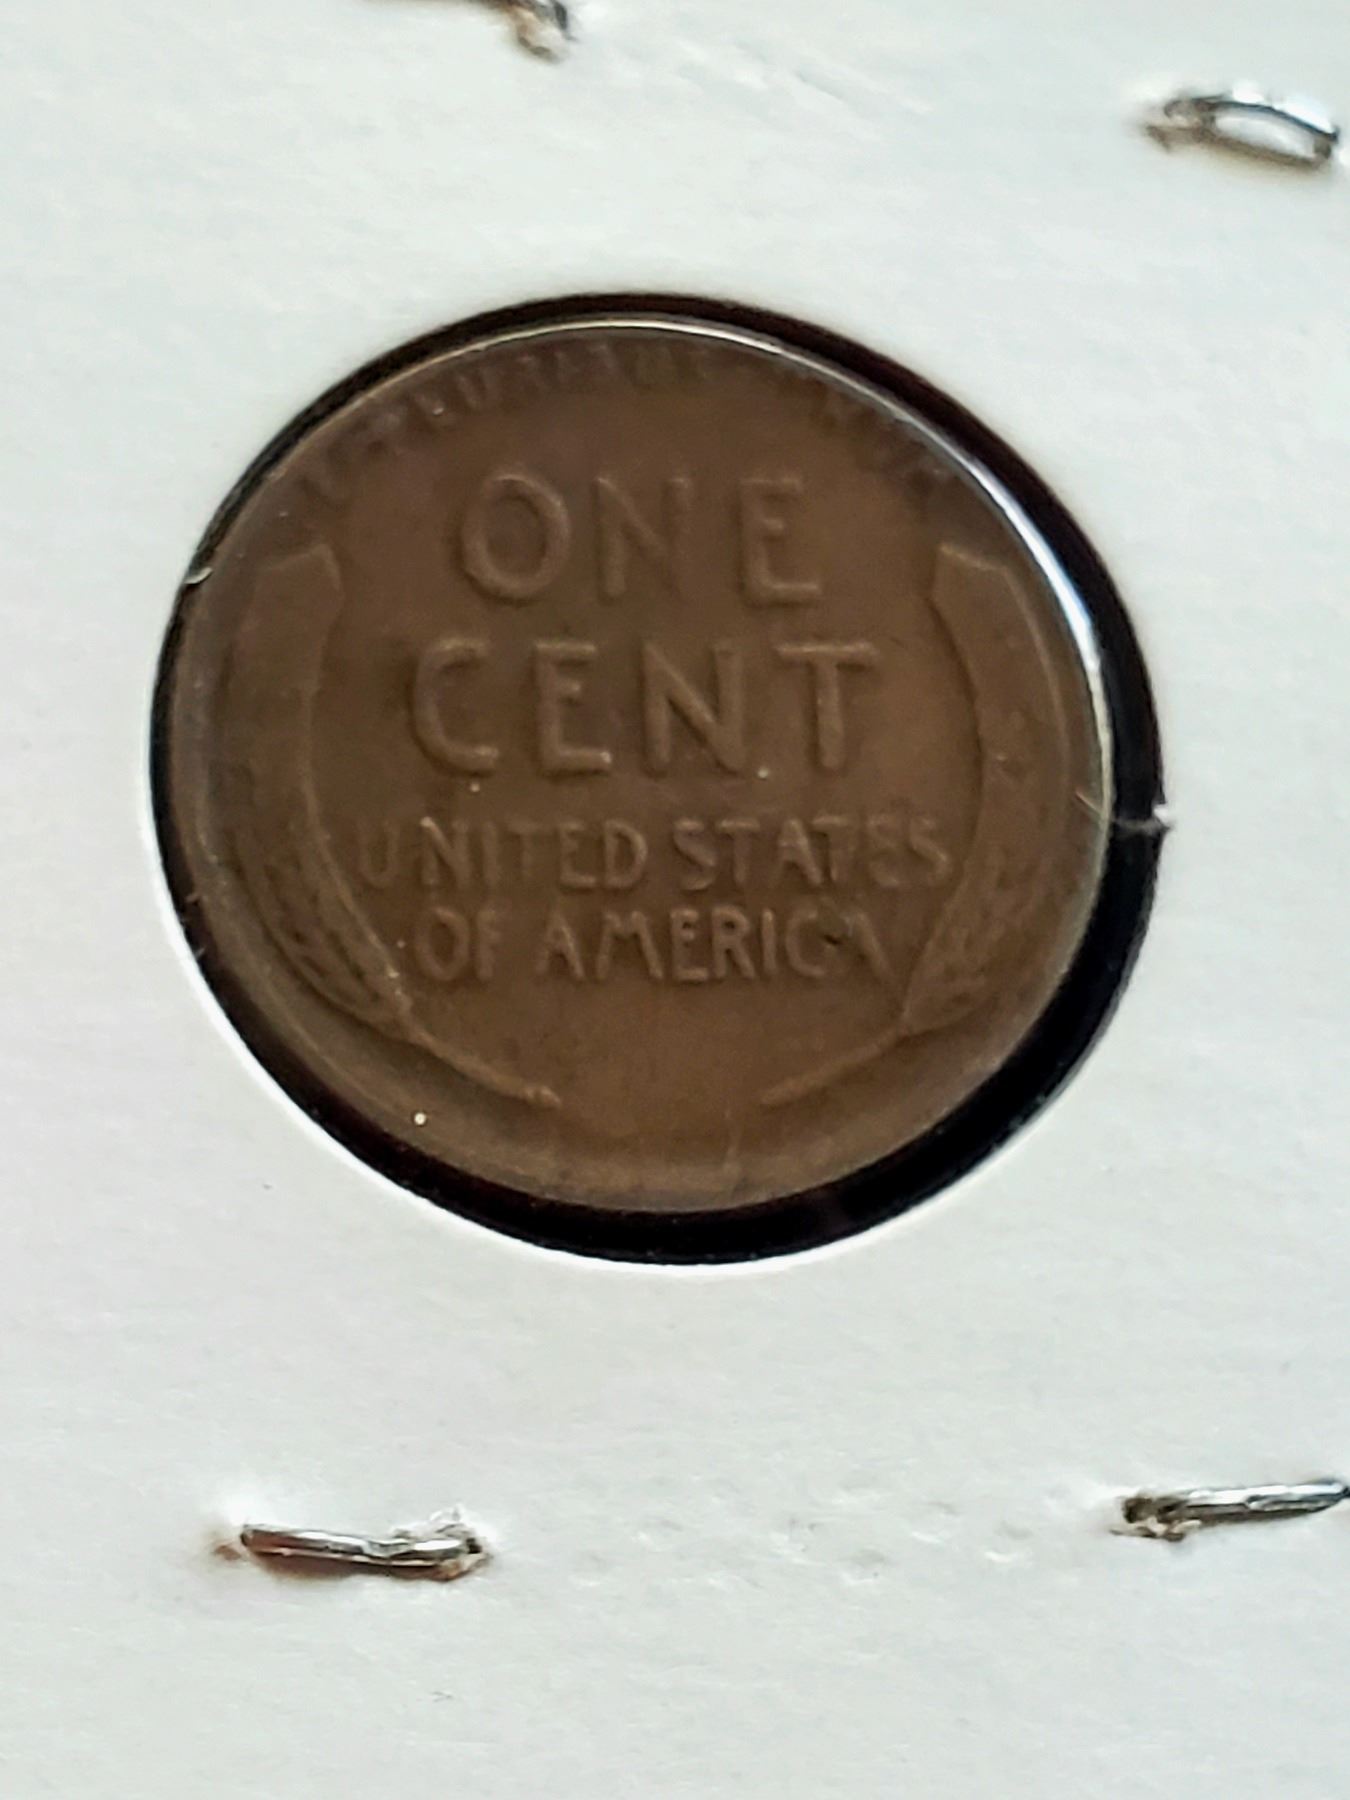 ONE
CENT
UNITED STATES
OF AMERICA